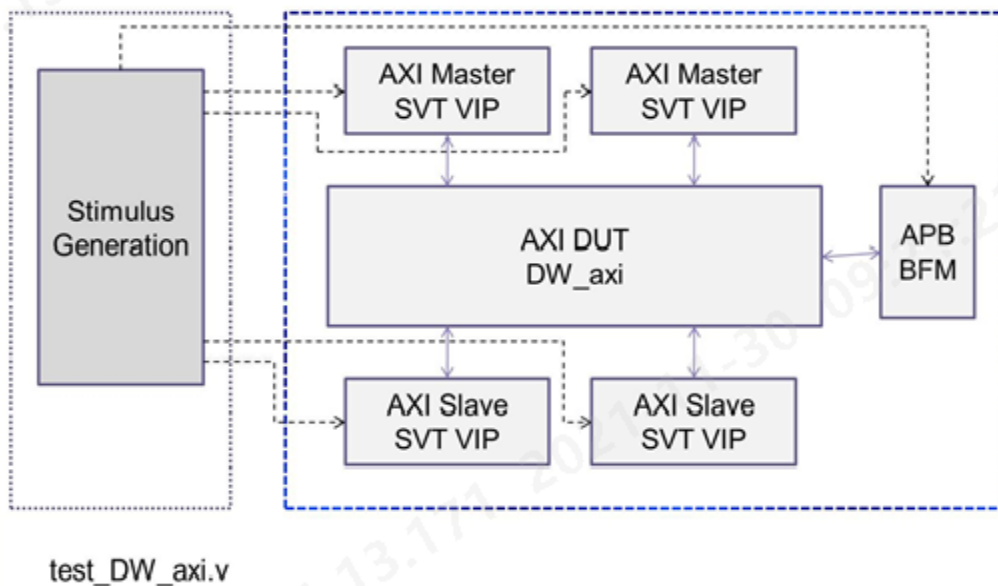 AXI Master
SVT VIP
AXI Master
SVT VIP
Stimulus
Generation
AXI DUT
DW_axi
APB
BFM
AXI Slave
SVT VIP
AXI Slave
SVT VIP
test_DW_axi.v